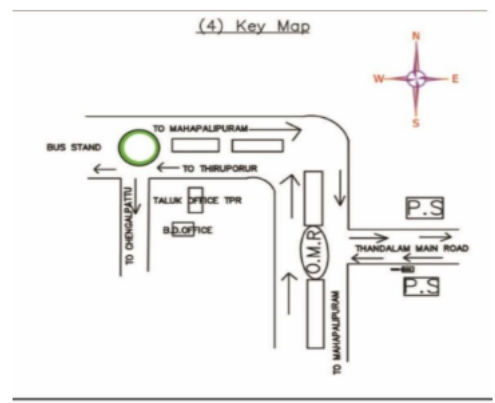 (4) Key Map
N
W
E
S
TO MAHAPALIPURAM
BUS STAND
TO THIRUPORUR
TO CHENGALPATTU
TALUK OFFICE TPR
B.D.OFFICE
O.M.R
P.S
THANDALAM MAIN ROAD
P.S
TO MAHAPALIPURAM